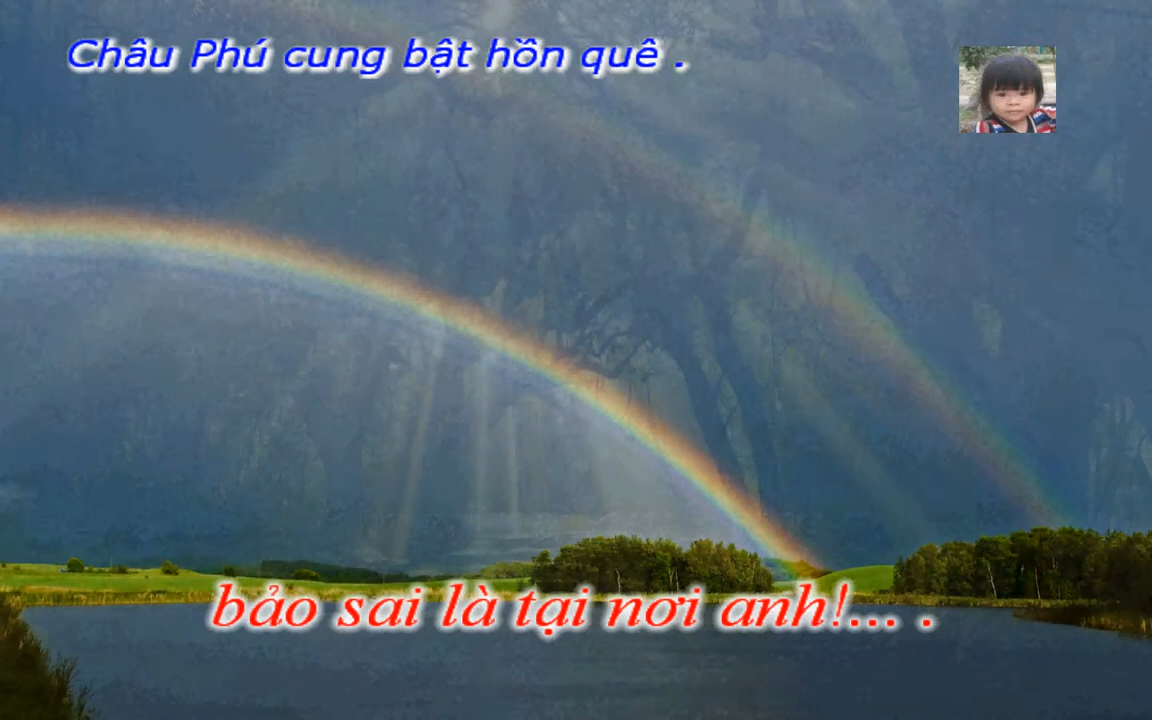 Châu Phú cung bật hồn quê .
bảo sai là tại nơi anh!... .